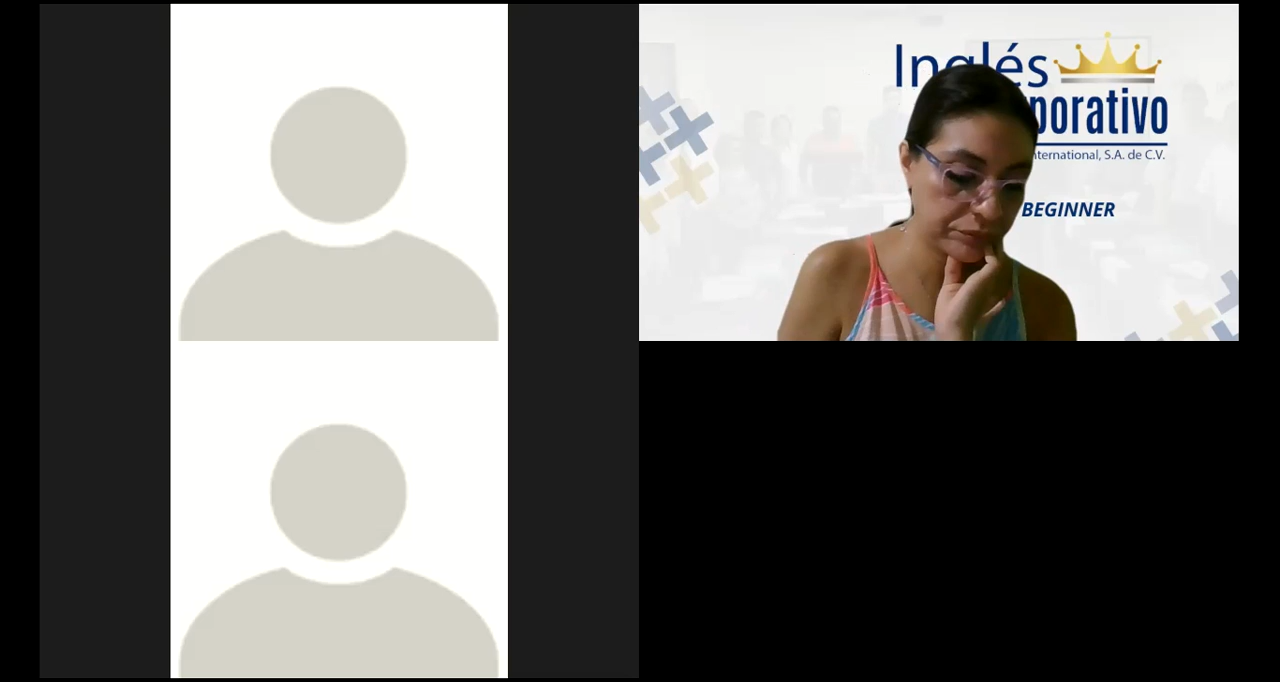 Inglés
porativo
nternational, S.A. de C.V.
BEGINNER